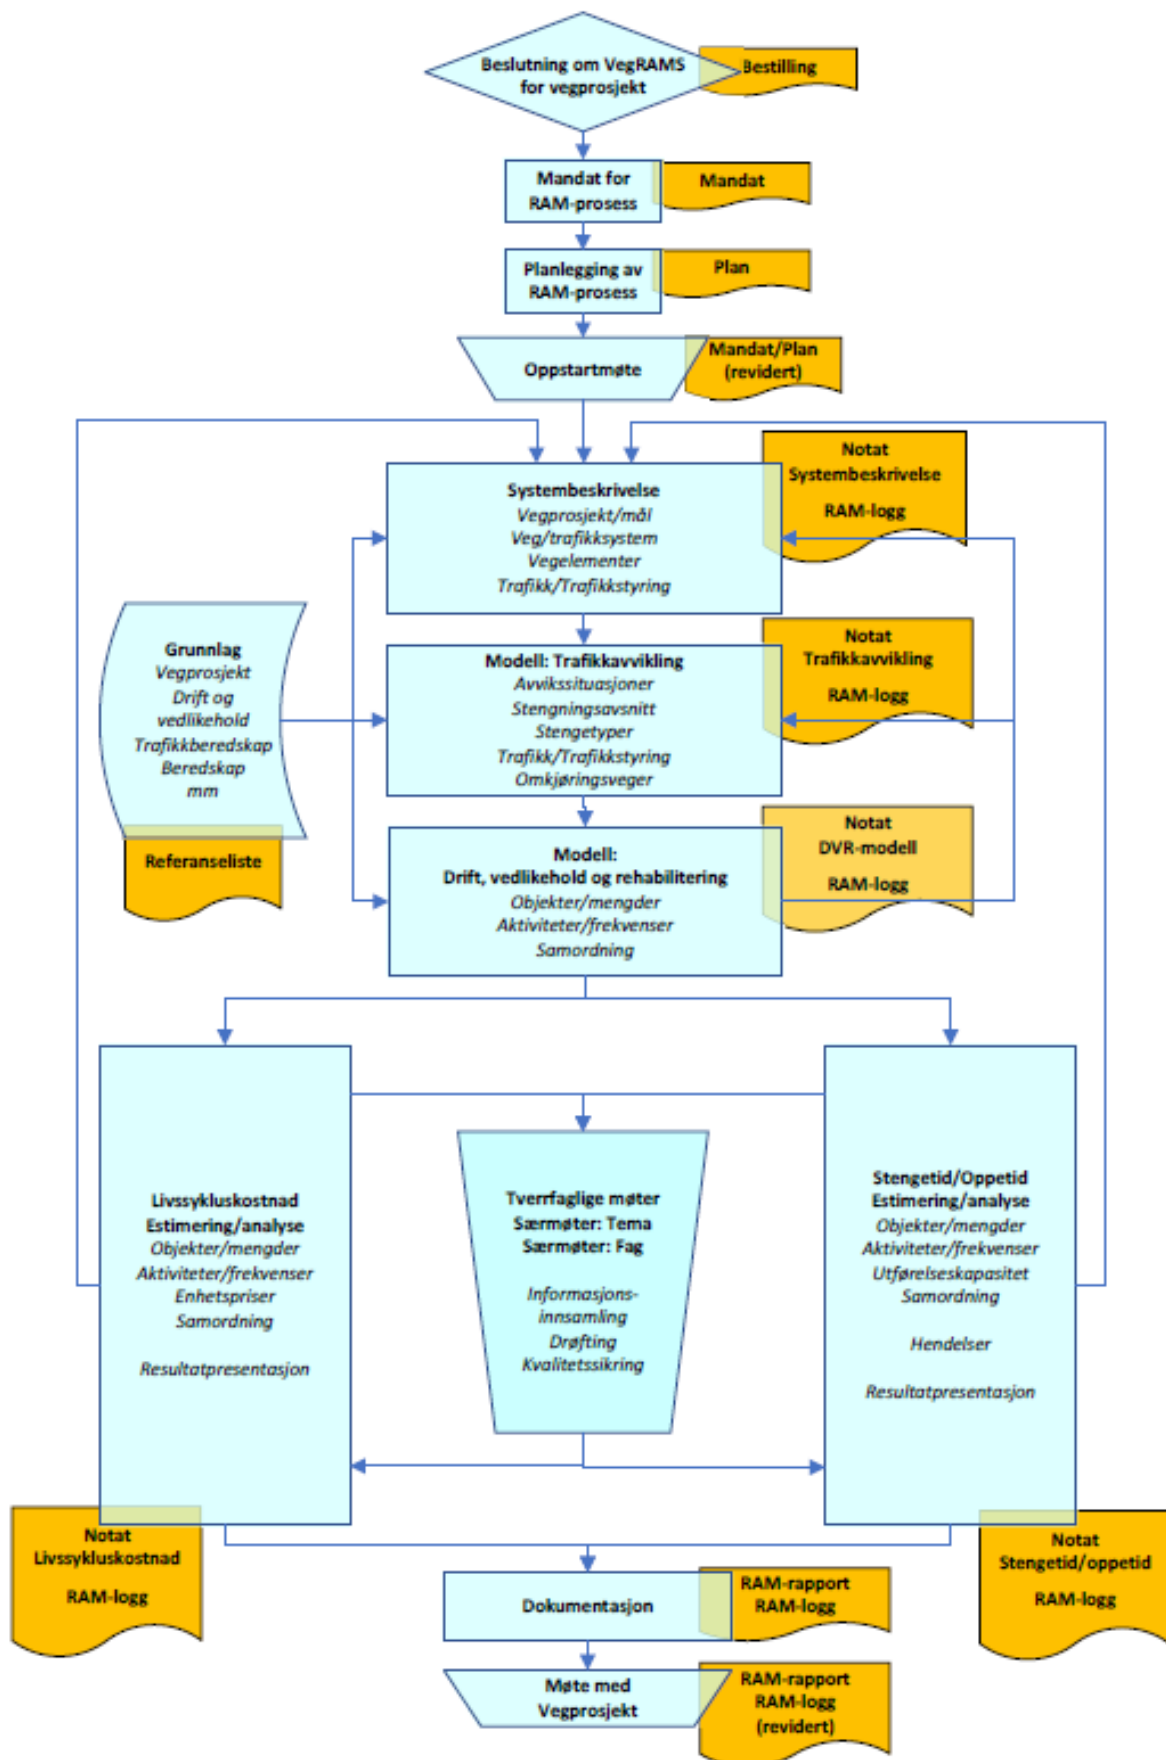 Beslutning om VegRAMS
for vegprosjekt
Bestilling
Mandat for
RAM-prosess
Mandat
Planlegging av
RAM-prosess
Plan
Oppstartmøte
Mandat/Plan
(revidert)
Systembeskrivelse
Vegprosjekt/mål
Veg/trafikksystem
Vegelementer
Trafikk/Trafikkstyring
Notat
Systembeskrivelse
RAM-logg
Grunnlag
Vegprosjekt
Drift og
vedlikehold
Trafikkberedskap
Beredskap
mm
Referanseliste
Modell: Trafikkavvikling
Avvikssituasjoner
Stengningsavsnitt
Stengetyper
Trafikk/Trafikkstyring
Omkjøringsveger
Notat
Trafikkavvikling
RAM-logg
Modell:
Drift, vedlikehold og rehabilitering
Objekter/mengder
Aktiviteter/frekvenser
Samordning
Notat
DVR-modell
RAM-logg
Livssykluskostnad
Estimering/analyse
Objekter/mengder
Aktiviteter/frekvenser
Enhetspriser
Samordning
Resultatpresentasjon
Tverrfaglige møter
Særmøter: Tema
Særmøter: Fag
Informasjons-
innsamling
Drøfting
Kvalitetssikring
Stengetid/Oppetid
Estimering/analyse
Objekter/mengder
Aktiviteter/frekvenser
Utførelseskapasitet
Samordning
Hendelser
Resultatpresentasjon
Notat
Livssykluskostnad
RAM-logg
Notat
Stengetid/oppetid
RAM-logg
Dokumentasjon
RAM-rapport
RAM-logg
Møte med
Vegprosjekt
RAM-rapport
RAM-logg
(revidert)